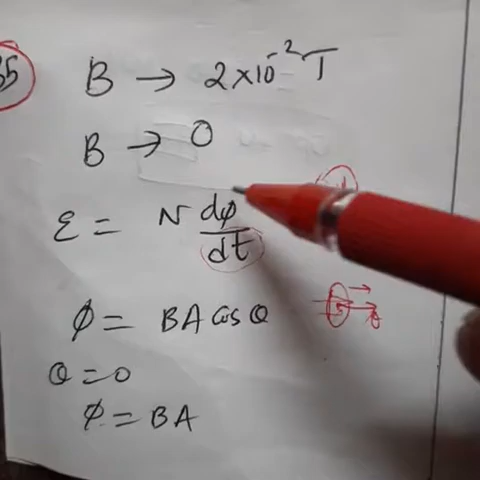 35
B → 2×10⁻² T
B → 0
ε = N dφ/dt
φ = BA cos θ
θ = 0
φ = BA